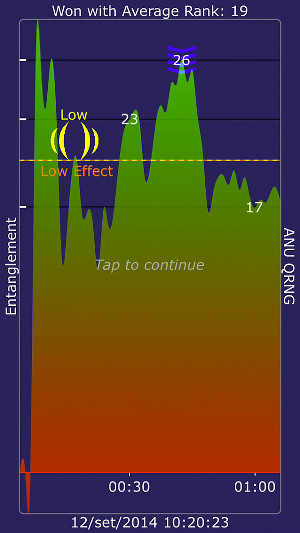 Won with Average Rank: 19
26
Low
23
Low Effect
17
Entanglement
ANU QRNG
Tap to continue
00:30
01:00
12/set/2014 10:20:23